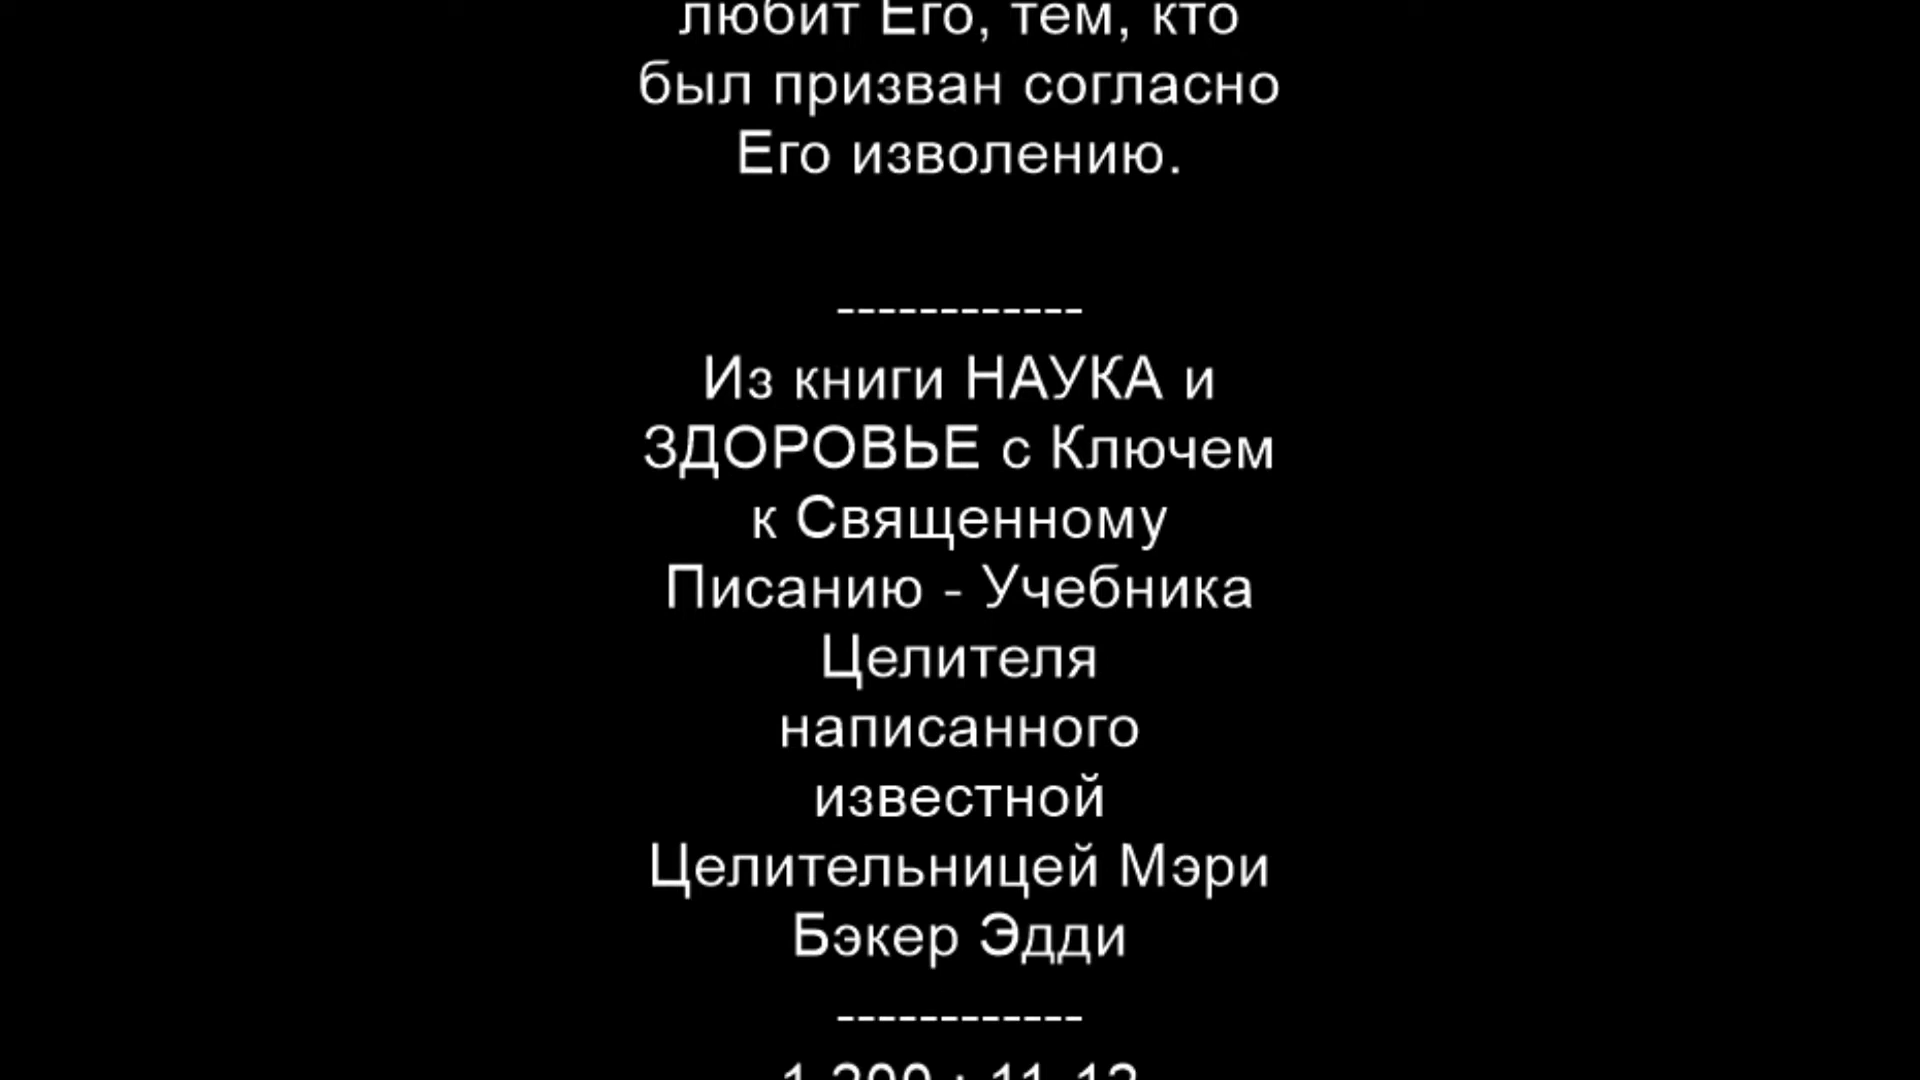 любит Его, тем, кто
был призван согласно
Его изволению.
------------
Из книги НАУКА и
ЗДОРОВЬЕ с Ключем
к Священному
Писанию - Учебника
Целителя
написанного
известной
Целительницей Мэри
Бэкер Эдди
------------